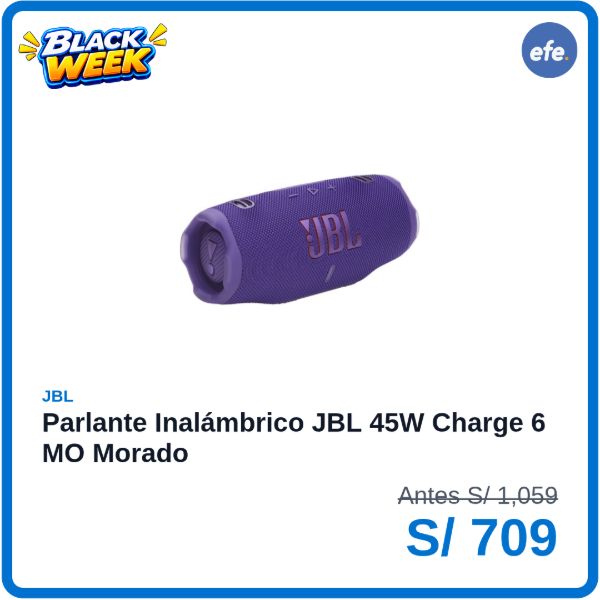 BLACK
WEEK
efe.
JBL
JBL
Parlante Inalámbrico JBL 45W Charge 6
MO Morado
Antes S/ 1,059
S/ 709